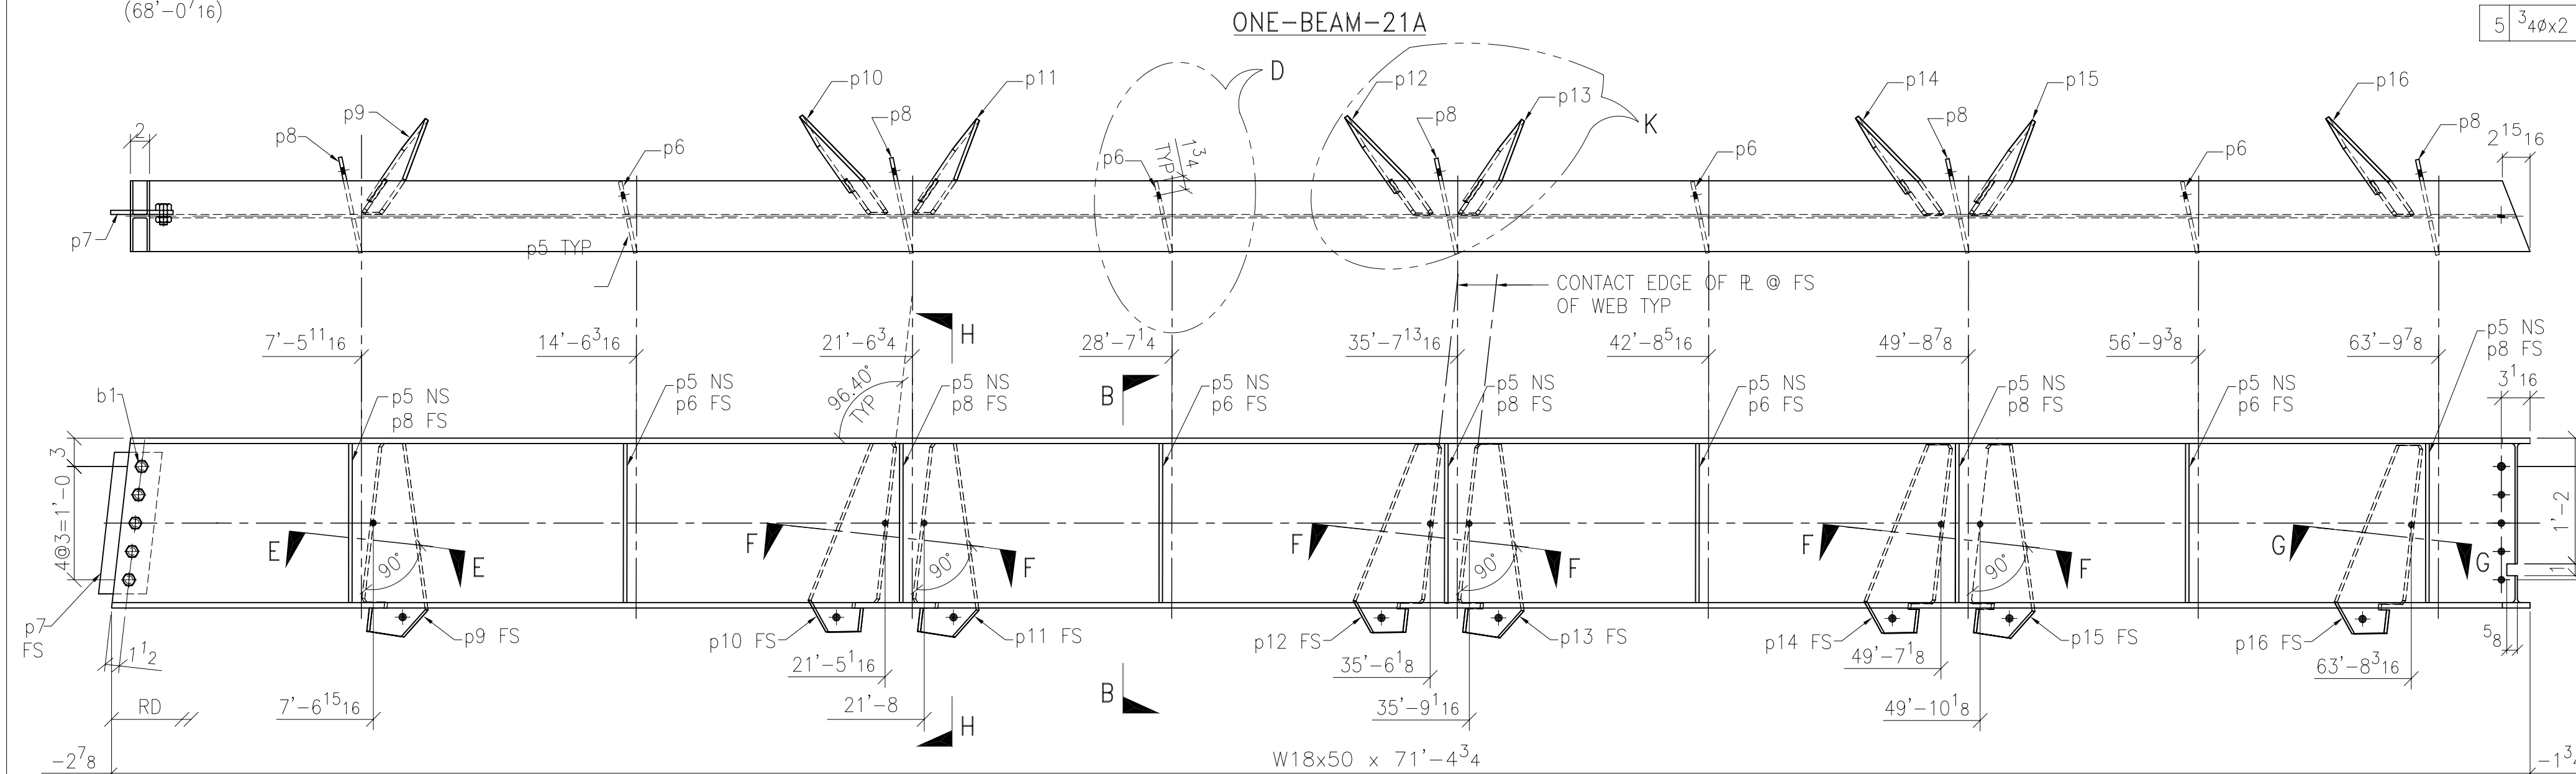 (68'-0 7/16)
ONE-BEAM-21A
5 3/4øx2
p10
p11
D
p12
p14
p15
p16
p9
p8
p8
p13
p8
K
p8
p8
2
p6
p6
1 3/4
TYP
p6
p6
2 15/16
p7
p5 TYP
CONTACT EDGE OF PL @ FS
OF WEB TYP
H
7'-5 11/16
14'-6 3/16
21'-6 3/4
28'-7 1/4
35'-7 13/16
42'-8 5/16
49'-8 7/8
56'-9 3/8
63'-9 7/8
p5 NS
p8 FS
b1
p5 NS
p8 FS
p5 NS
p6 FS
96.40°
TYP
p5 NS
p8 FS
B
p5 NS
p6 FS
p5 NS
p8 FS
p5 NS
p6 FS
p5 NS
p8 FS
p5 NS
p6 FS
3 1/16
3
4@3=1'-0
1'-2
1
E
90°
E
F
90°
F
F
90°
F
F
90°
F
G
G
p7
FS
1 1/2
p9 FS
p10 FS
p11 FS
p12 FS
p13 FS
p14 FS
p15 FS
p16 FS
5/8
21'-5 1/16
35'-6 1/8
49'-7 1/8
63'-8 3/16
RD
7'-6 15/16
21'-8
H
B
35'-9 1/16
49'-10 1/8
-2 7/8
W18x50 x 71'-4 3/4